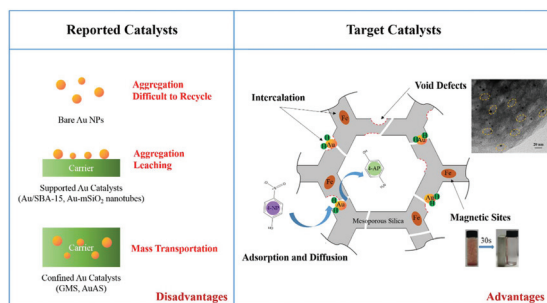 Reported Catalysts
Aggregation
Difficult to Recycle
Bare Au NPs
Aggregation
Leaching
Carrier
Supported Au Catalysts
(Au/SBA-15, Au-mSiO₂ nanotubes)
Carrier
Mass Transportation
Confined Au Catalysts
(GMS, AuAS)
Disadvantages
Target Catalysts
Void Defects
Intercalation
Fe
Fe
H
Au
H
H
Au
H
4-AP
4-NP
Fe
Fe
H
Au
H
H
Au
H
Fe
20 nm
Mesoporous Silica
Magnetic Sites
Adsorption and Diffusion
30s
Advantages